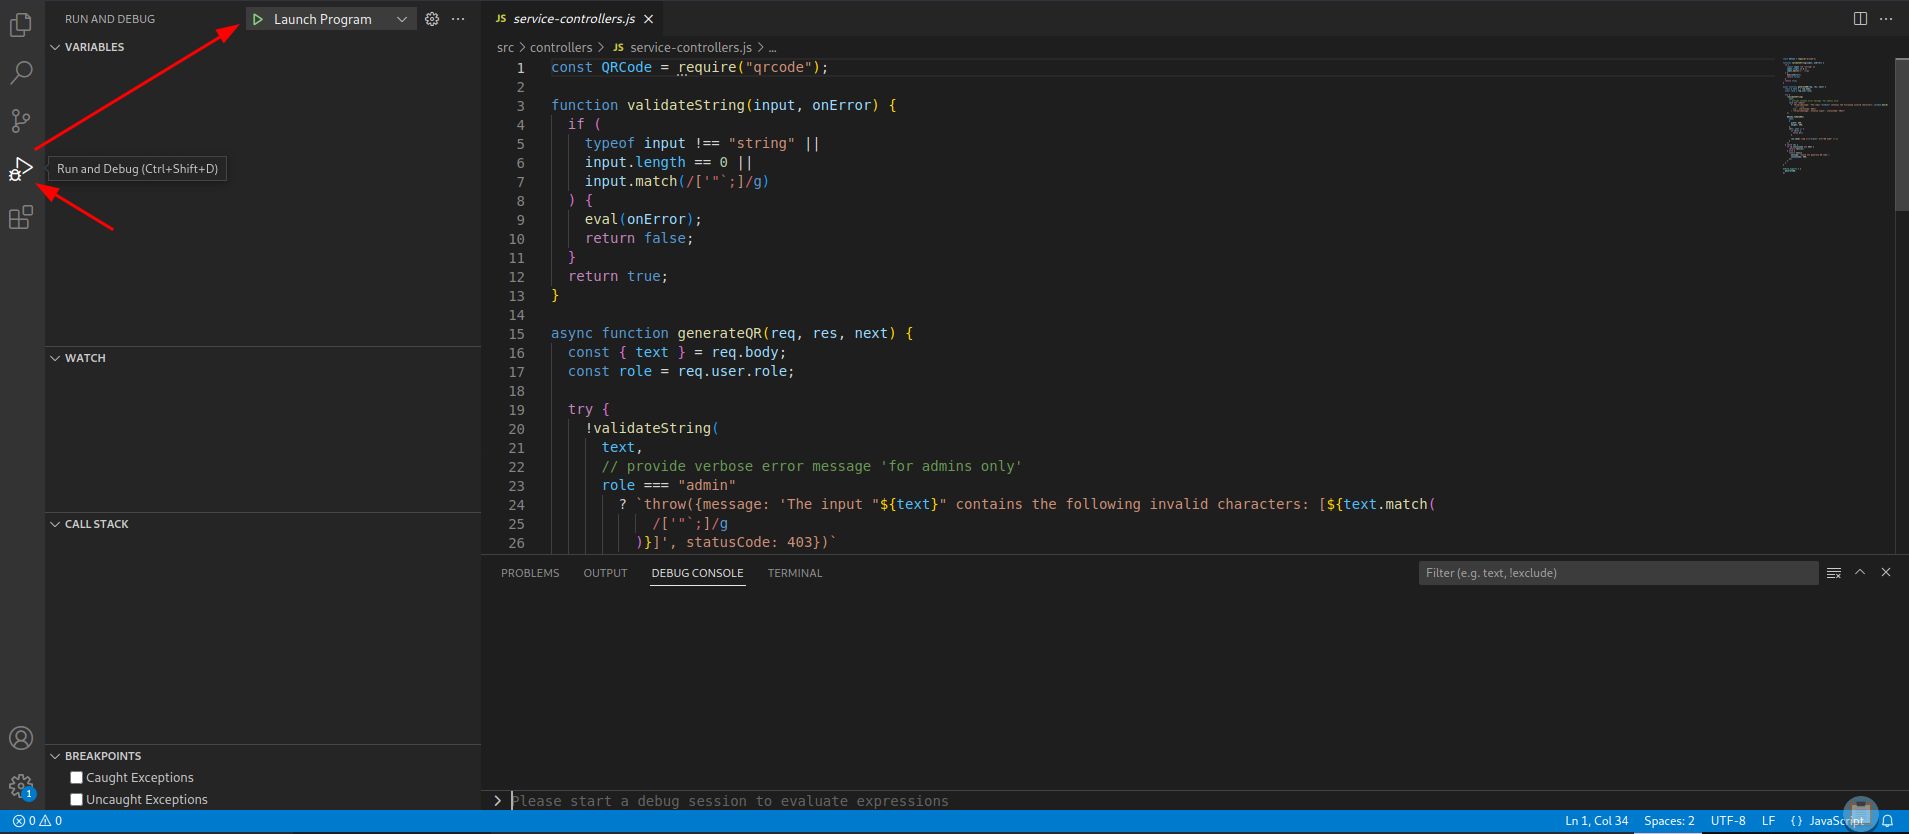 RUN AND DEBUG
Launch Program
VARIABLES
Run and Debug (Ctrl+Shift+D)
WATCH
CALL STACK
BREAKPOINTS
Caught Exceptions
Uncaught Exceptions
JS service-controllers.js
src > controllers > JS service-controllers.js > ...
1 const QRCode = require("qrcode");
2
3 function validateString(input, onError) {
4 if (
5 typeof input !== "string" ||
6 input.length == 0 ||
7 input.match(/['"`;]/g)
8 ) {
9 eval(onError);
10 return false;
11 }
12 return true;
13 }
14
15 async function generateQR(req, res, next) {
16 const { text } = req.body;
17 const role = req.user.role;
18
19 try {
20 !validateString(
21 text,
22 // provide verbose error message 'for admins only'
23 role === "admin"
24 ? `throw({message: 'The input "${text}" contains the following invalid characters: [${text.match(
25 /['"`;]/g
26 )}]', statusCode: 403})`
PROBLEMS OUTPUT DEBUG CONSOLE TERMINAL
Filter (e.g. text, !exclude)
Please start a debug session to evaluate expressions
1
0 0
Ln 1, Col 34 Spaces: 2 UTF-8 LF {} JavaScript